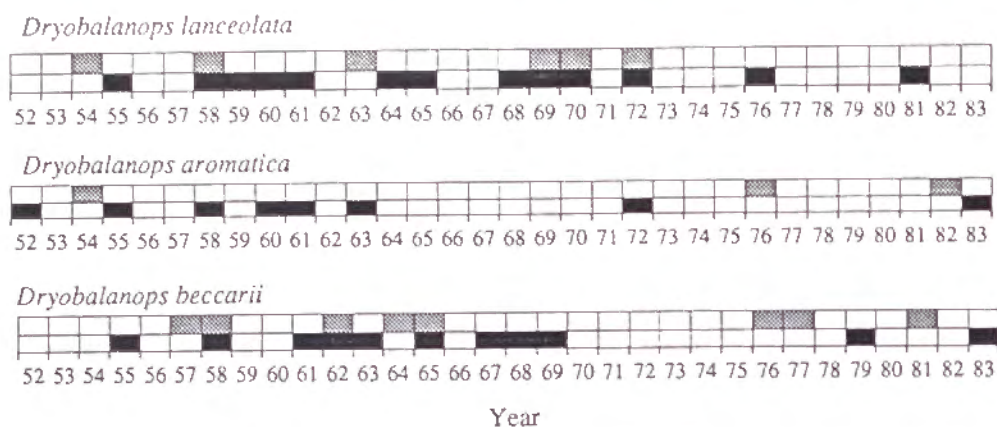 Dryobalanops lanceolata
52 53 54 55 56 57 58 59 60 61 62 63 64 65 66 67 68 69 70 71 72 73 74 75 76 77 78 79 80 81 82 83
Dryobalanops aromatica
52 53 54 55 56 57 58 59 60 61 62 63 64 65 66 67 68 69 70 71 72 73 74 75 76 77 78 79 80 81 82 83
Dryobalanops beccarii
52 53 54 55 56 57 58 59 60 61 62 63 64 65 66 67 68 69 70 71 72 73 74 75 76 77 78 79 80 81 82 83
Year